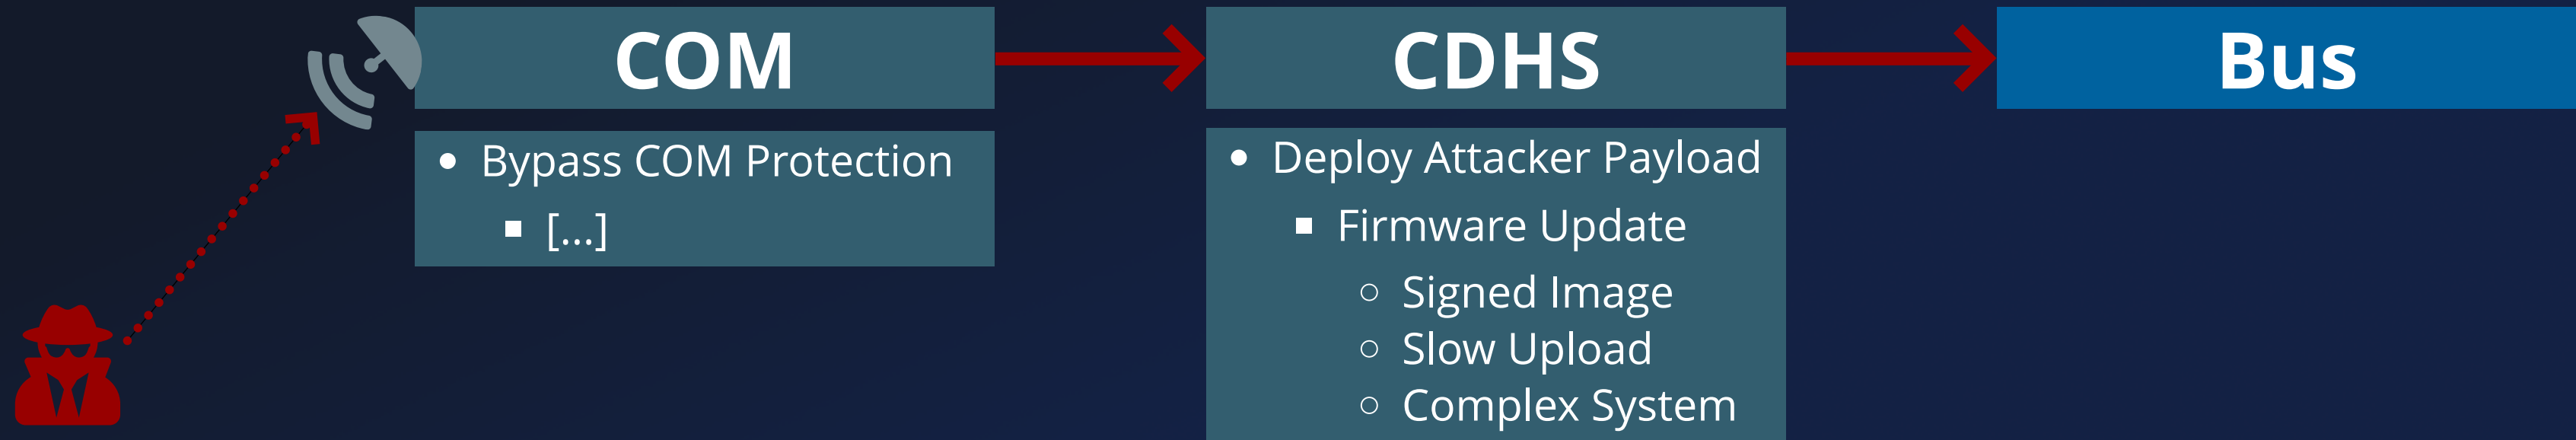 COM
Bypass COM Protection
[...]
CDHS
Deploy Attacker Payload
Firmware Update
Signed Image
Slow Upload
Complex System
Bus